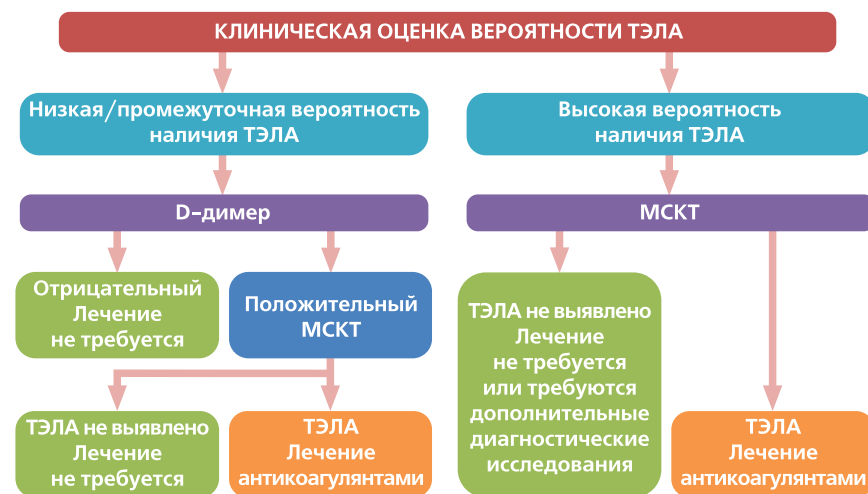 КЛИНИЧЕСКАЯ ОЦЕНКА ВЕРОЯТНОСТИ ТЭЛА
Низкая/промежуточная вероятность
наличия ТЭЛА
Высокая вероятность
наличия ТЭЛА
D-димер
МСКТ
Отрицательный
Лечение
не требуется
Положительный
МСКТ
ТЭЛА не выявлено
Лечение
не требуется
или требуются
дополнительные
диагностические
исследования
ТЭЛА не выявлено
Лечение
не требуется
ТЭЛА
Лечение
антикоагулянтами
ТЭЛА
Лечение
антикоагулянтами